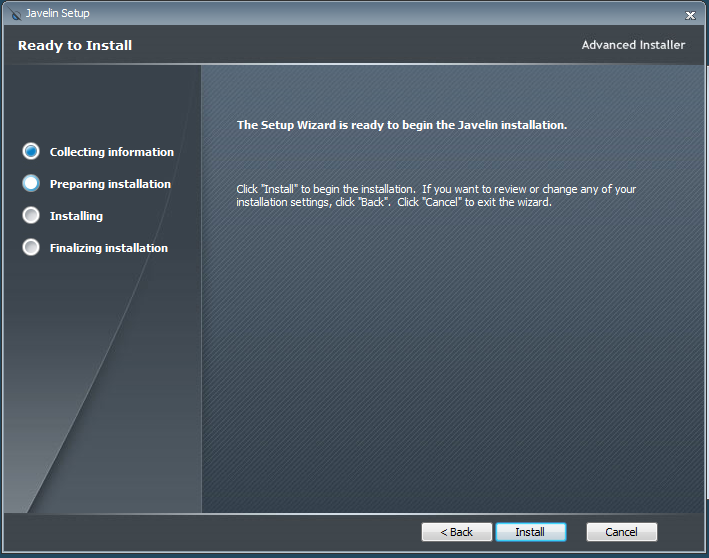 Javelin Setup
Ready to Install
Advanced Installer
The Setup Wizard is ready to begin the Javelin installation.
Collecting information
Preparing installation
Click "Install" to begin the installation. If you want to review or change any of your
installation settings, click "Back". Click "Cancel" to exit the wizard.
Installing
Finalizing installation
< Back
Install
Cancel